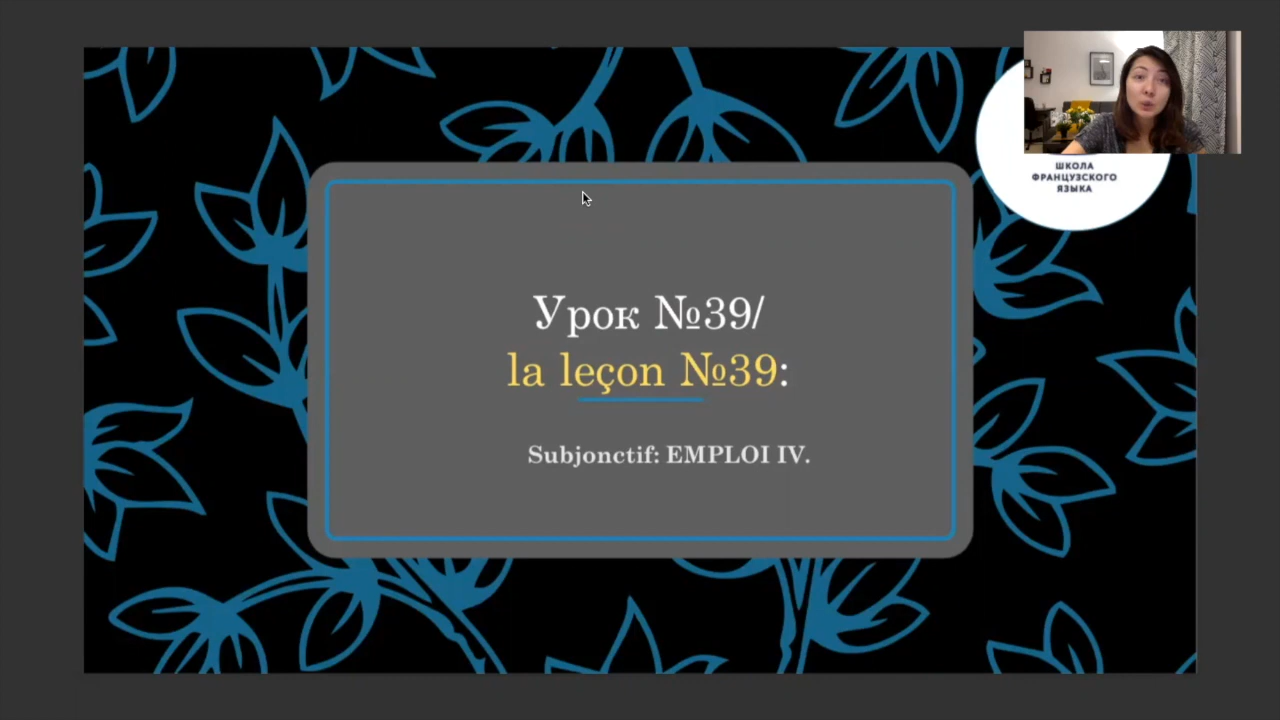 ШКОЛА
ФРАНЦУЗСКОГО
ЯЗЫКА
Урок №39/
la leçon №39:
Subjonctif: EMPLOI IV.